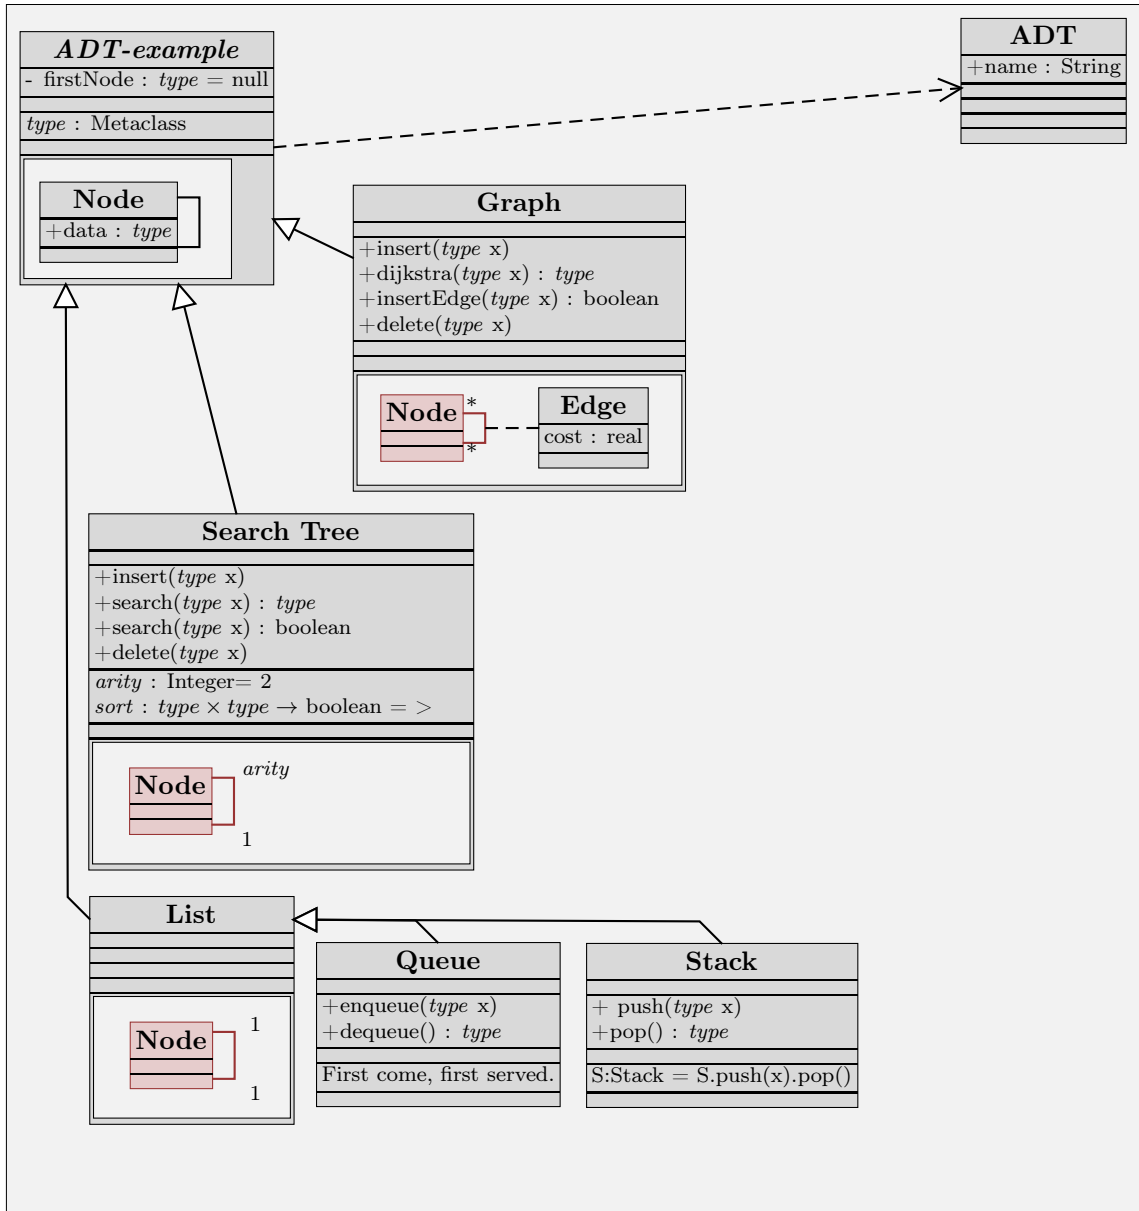 ADT-example
- firstNode : type = null
type : Metaclass
Node
+data : type
ADT
+name : String
Graph
+insert(type x)
+dijkstra(type x) : type
+insertEdge(type x) : boolean
+delete(type x)
Node
*
*
Edge
cost : real
Search Tree
+insert(type x)
+search(type x) : type
+search(type x) : boolean
+delete(type x)
arity : Integer= 2
sort : type × type → boolean = >
Node
arity
1
List
Node
1
1
Queue
+enqueue(type x)
+dequeue() : type
First come, first served.
Stack
+ push(type x)
+pop() : type
S:Stack = S.push(x).pop()